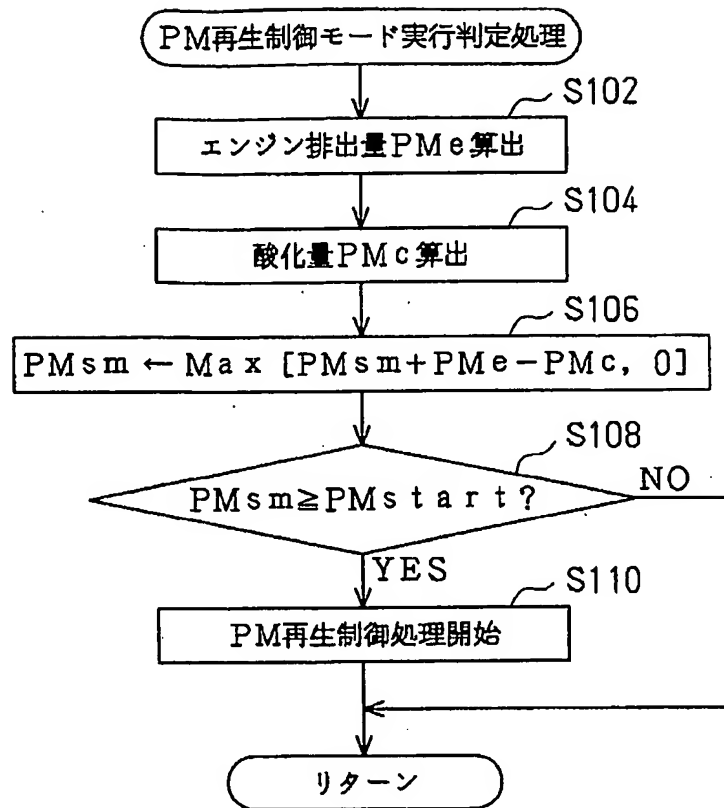 PM再生制御モード実行判定処理
S102
エンジン排出量PMe算出
S104
酸化量PMc算出
S106
PMsm ← Max [PMsm+PMe-PMc, 0]
S108
PMsm≧PMstart?
NO
YES
S110
PM再生制御処理開始
リターン